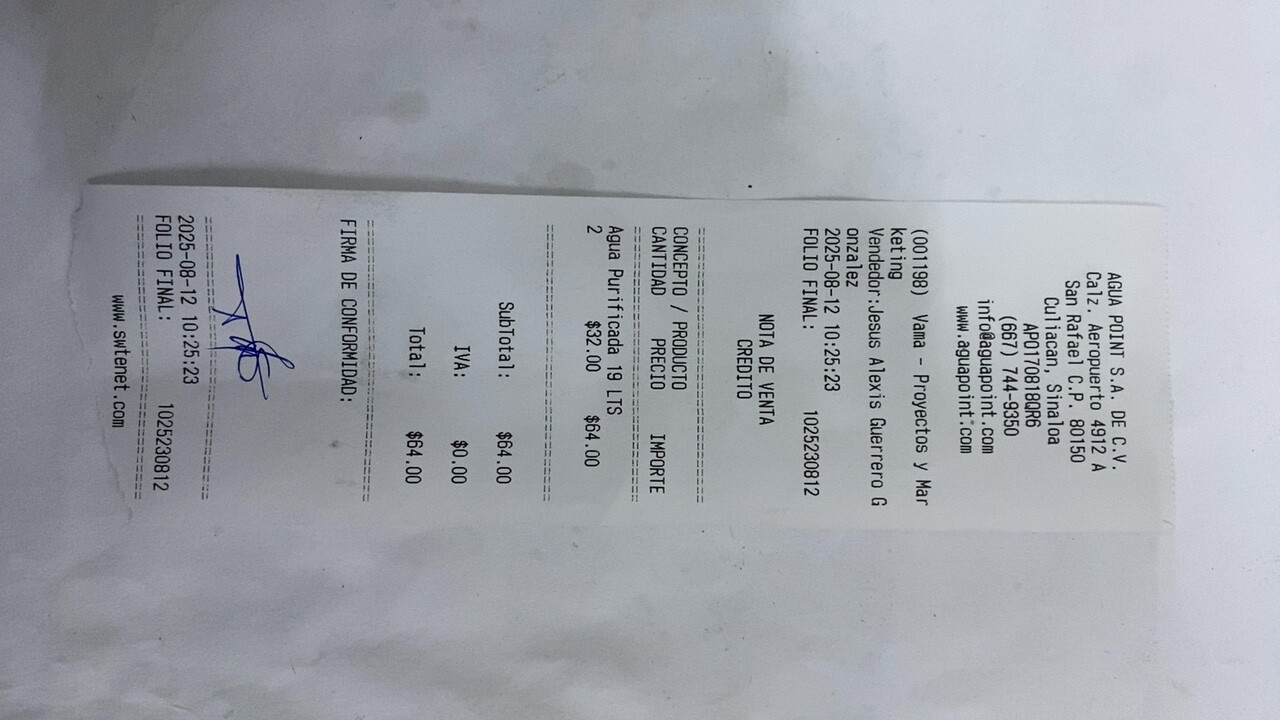 AGUA POINT S.A. DE C.V.
Calz. Aeropuerto 4912 A
San Rafael C.P. 80150
Culiacan, Sinaloa
APO170818QR6
(667) 744-9350
info@aguapoint.com
www.aguapoint.com
(001198) Vama - Proyectos y Mar
keting
Vendedor:Jesus Alexis Guerrero G
onzalez
2025-08-12 10:25:23
FOLIO FINAL: 1025230812
NOTA DE VENTA
CREDITO
CONCEPTO / PRODUCTO
CANTIDAD PRECIO IMPORTE
Agua Purificada 19 LTS
2 $32.00 $64.00
SubTotal: $64.00
IVA: $0.00
Total: $64.00
FIRMA DE CONFORMIDAD:
2025-08-12 10:25:23
FOLIO FINAL: 1025230812
www.swtenet.com